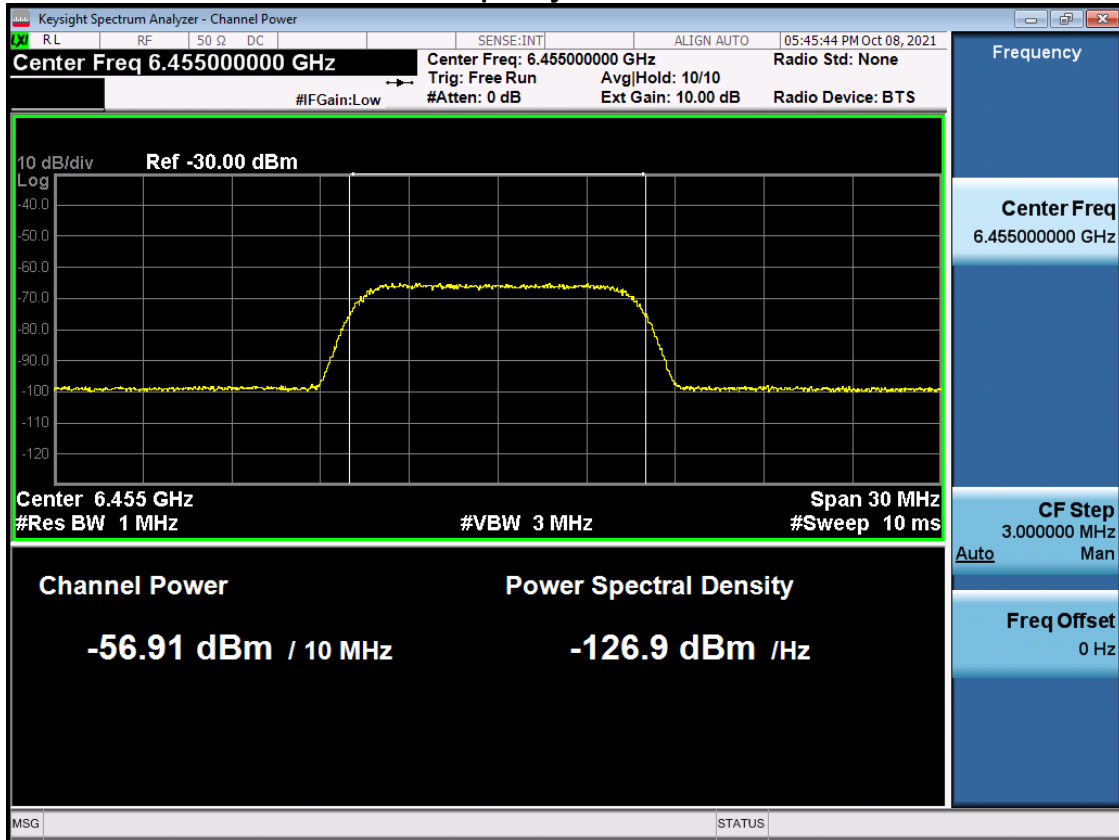 Keysight Spectrum Analyzer - Channel Power
LXI RL RF 50 Ω DC SENSE:INT ALIGN AUTO 05:45:44 PM Oct 08, 2021
Center Freq 6.455000000 GHz
#IFGain:Low
Center Freq: 6.455000000 GHz
Trig: Free Run Avg|Hold: 10/10
#Atten: 0 dB Ext Gain: 10.00 dB
Radio Std: None
Radio Device: BTS
10 dB/div Ref -30.00 dBm
Log
-40.0
-50.0
-60.0
-70.0
-80.0
-90.0
-100
-110
-120
Center 6.455 GHz Span 30 MHz
#Res BW 1 MHz #VBW 3 MHz #Sweep 10 ms
Channel Power Power Spectral Density
-56.91 dBm / 10 MHz -126.9 dBm /Hz
Frequency
Center Freq
6.455000000 GHz
CF Step
3.000000 MHz
Auto Man
Freq Offset
0 Hz
MSG STATUS